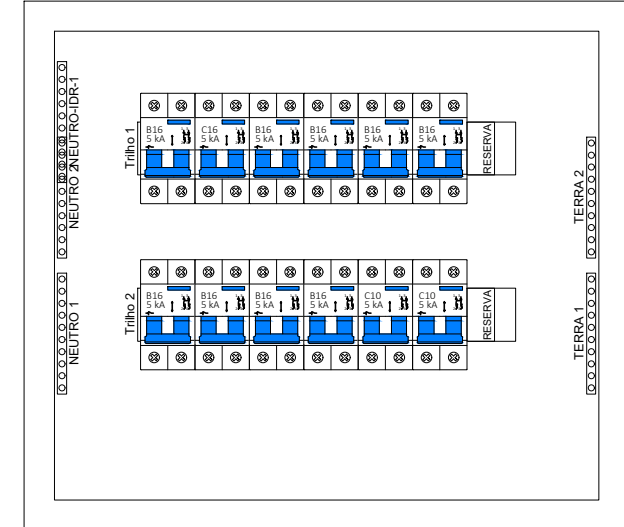 NEUTRO-IDR-1
NEUTRO 2
NEUTRO 1
Trilho 1
B16 C16 B16 B16 B16 B16
5 kA 5 kA 5 kA 5 kA 5 kA 5 kA
RESERVA
TERRA 2
Trilho 2
B16 B16 B16 B16 C10 C10
5 kA 5 kA 5 kA 5 kA 5 kA 5 kA
RESERVA
TERRA 1